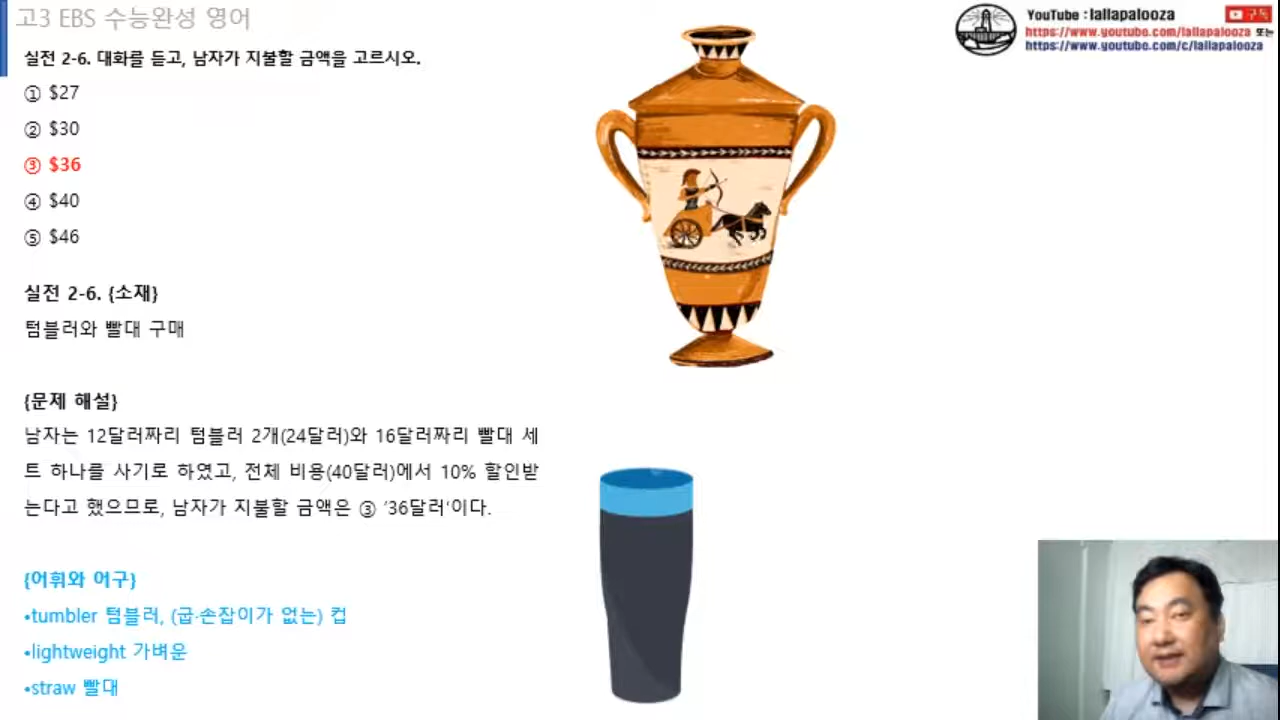 고3 EBS 수능완성 영어
YouTube : lallapalooza
구독
https://www.youtube.com/lallapalooza 또는
https://www.youtube.com/c/lallapalooza
실전 2-6. 대화를 듣고, 남자가 지불할 금액을 고르시오.
① $27
② $30
③ $36
④ $40
⑤ $46
실전 2-6. {소재}
텀블러와 빨대 구매
{문제 해설}
남자는 12달러짜리 텀블러 2개(24달러)와 16달러짜리 빨대 세
트 하나를 사기로 하였고, 전체 비용(40달러)에서 10% 할인받
는다고 했으므로, 남자가 지불할 금액은 ③ ‘36달러‘이다.
{어휘와 어구}
•tumbler 텀블러, (굽·손잡이가 없는) 컵
•lightweight 가벼운
•straw 빨대